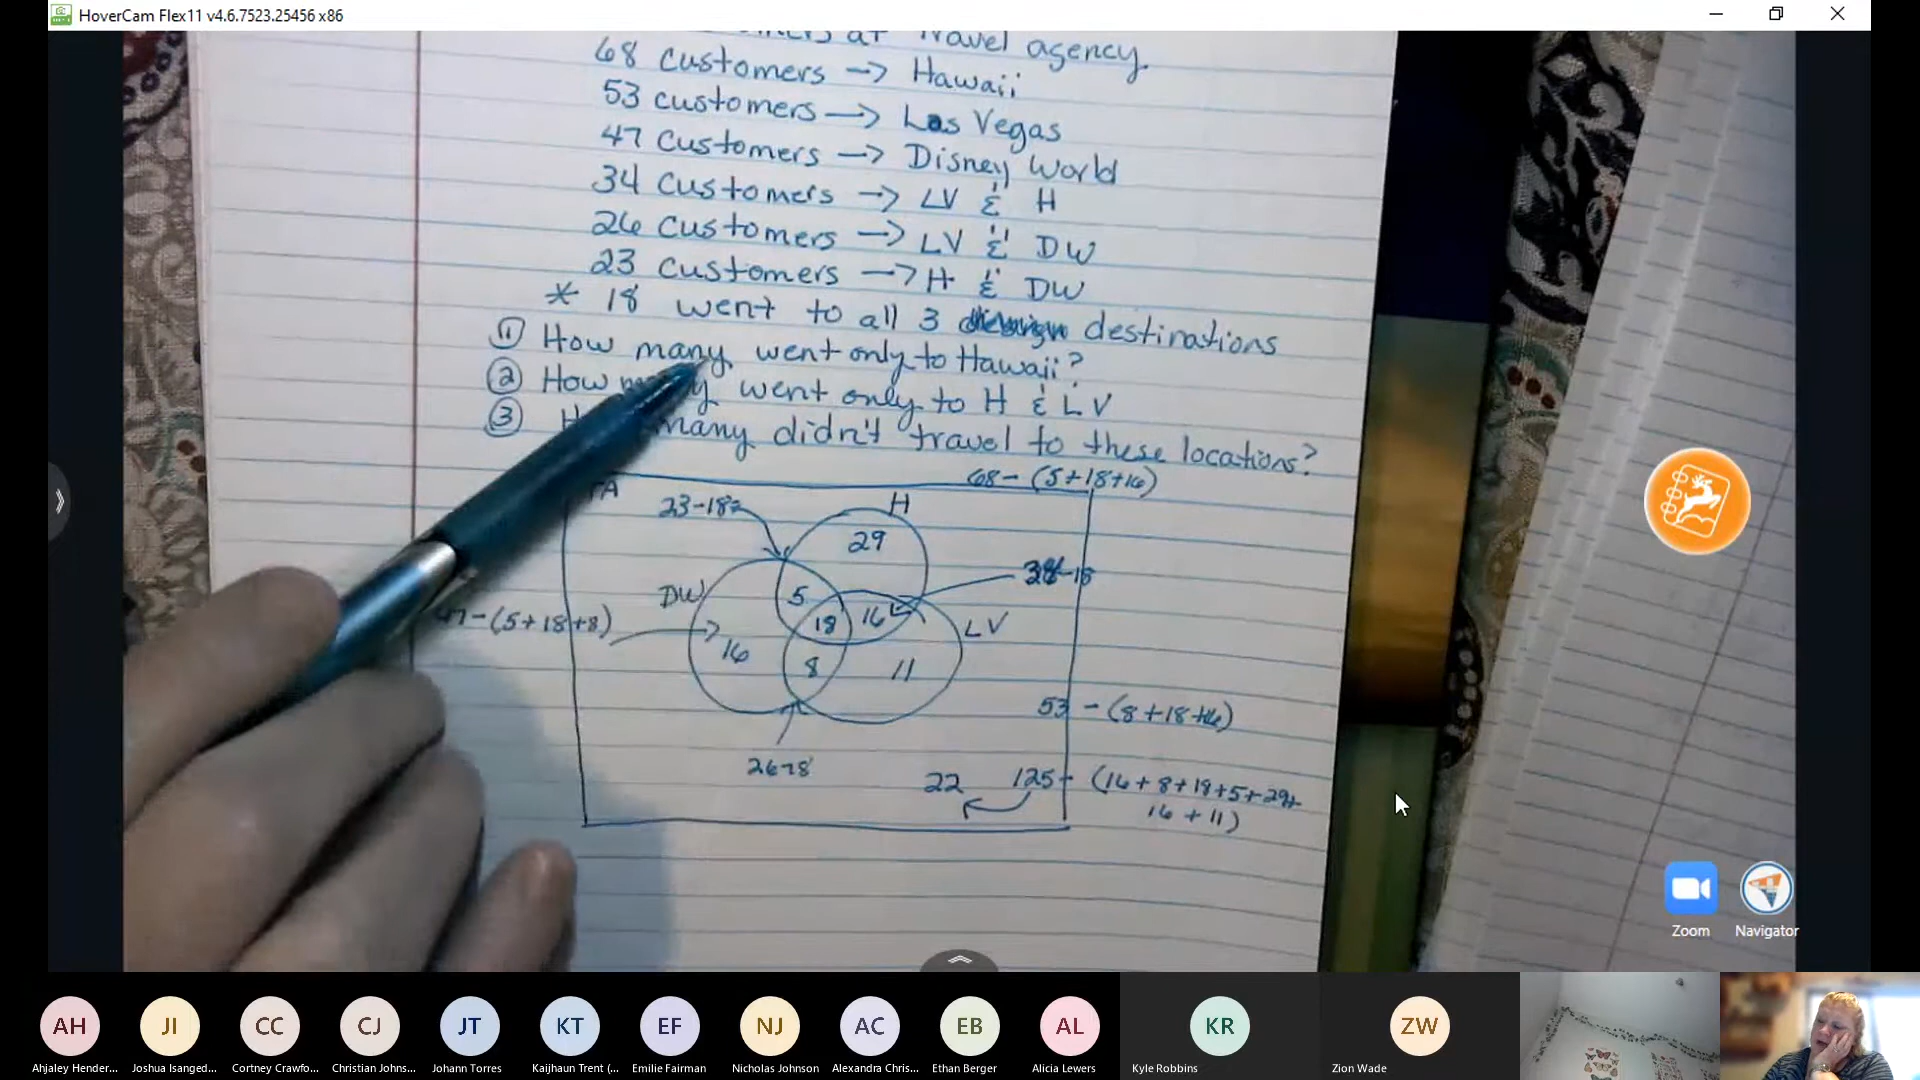 HoverCam Flex11 v4.6.7523.25456 x86
at Travel agency
68 customers -> Hawaii
53 customers -> Las Vegas
47 Customers -> Disney World
34 Customers -> LV & H
26 Customers -> LV & DW
23 customers -> H & DW
* 18 went to all 3 destinations
① How many went only to Hawaii?
② How went only to H & LV
③ many didn't travel to these locations?
68 - (5+18+16)
TA
23-18=
H
29
DW
5
18
16
LV
47-(5+18+8)
16
8
11
53 - (8+18+16)
26-18
22
125 - (16+8+18+5+29+
16 + 11)
Zoom
Navigator
AH
JI
CC
CJ
JT
KT
EF
NJ
AC
EB
AL
KR
ZW
Ahjaley Hender...
Joshua Isanged...
Cortney Crawfo...
Christian Johns...
Johann Torres
Kaijhaun Trent (...
Emilie Fairman
Nicholas Johnson
Alexandra Chris...
Ethan Berger
Alicia Lewers
Kyle Robbins
Zion Wade